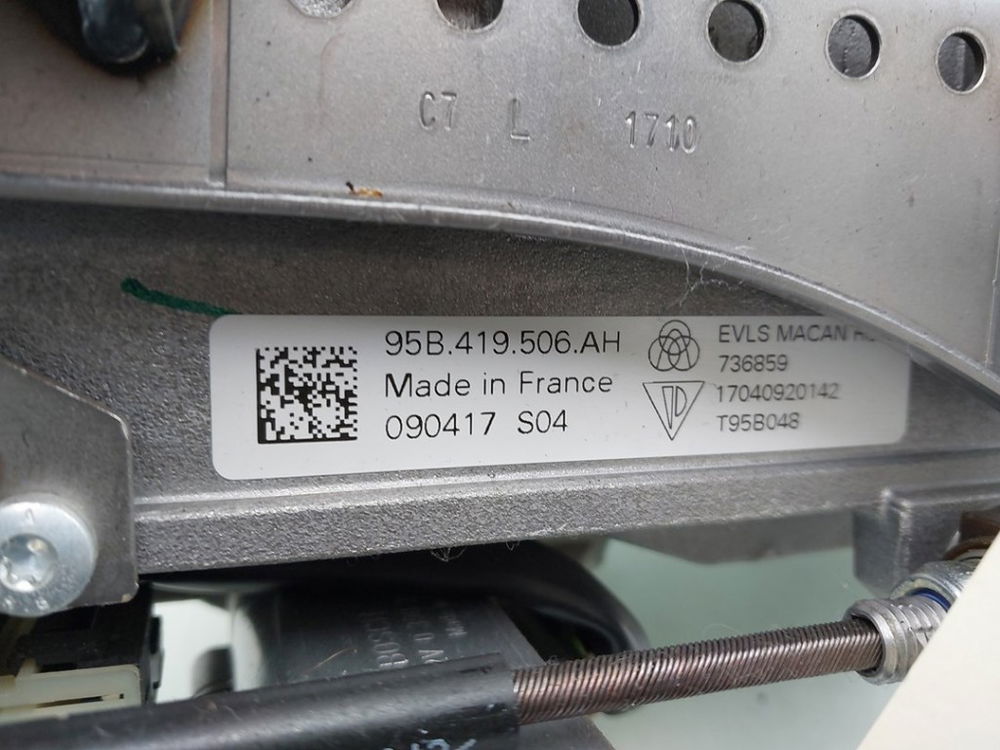 C7 L 1710
95B.419.506.AH
Made in France
090417 S04
EVLS MACAN
736859
17040920142
T95B048